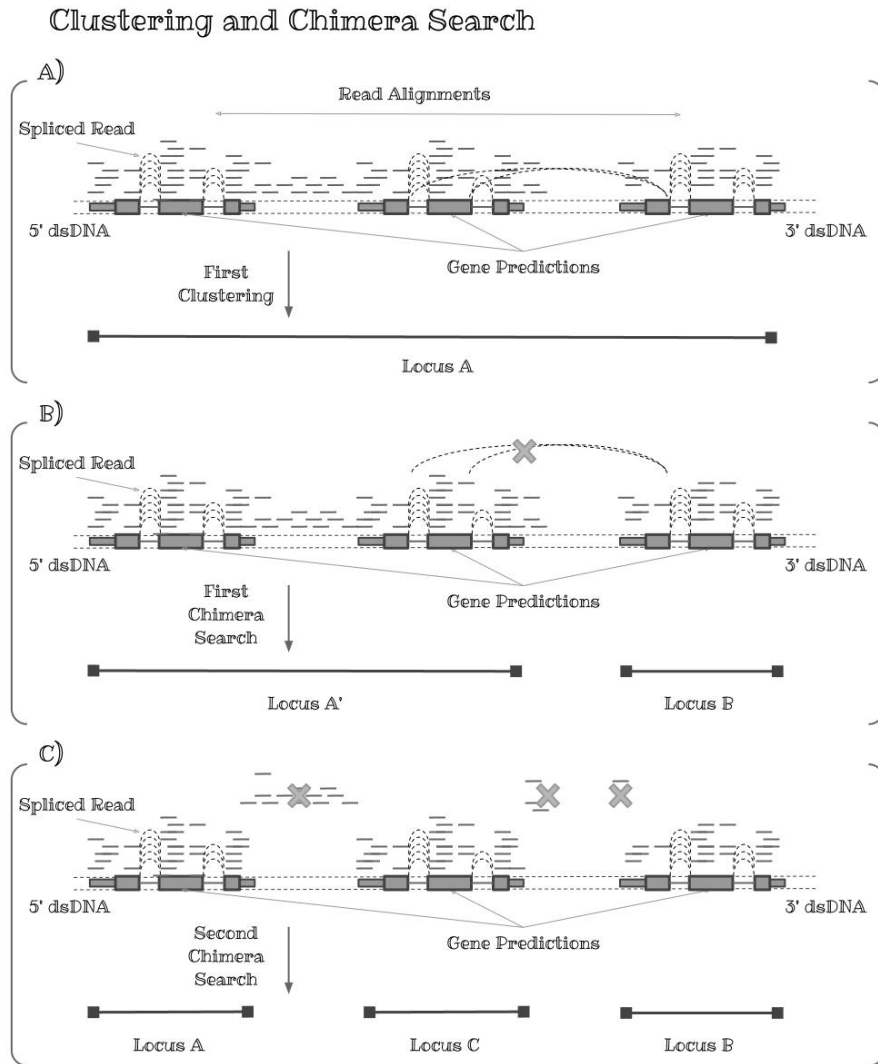 Clustering and Chimera Search
A)
Read Alignments
Spliced Read
5' dsDNA
3' dsDNA
Gene Predictions
First
Clustering
Locus A
B)
Spliced Read
5' dsDNA
3' dsDNA
Gene Predictions
First
Chimera
Search
Locus A'
Locus B
C)
Spliced Read
5' dsDNA
3' dsDNA
Gene Predictions
Second
Chimera
Search
Locus A
Locus C
Locus B